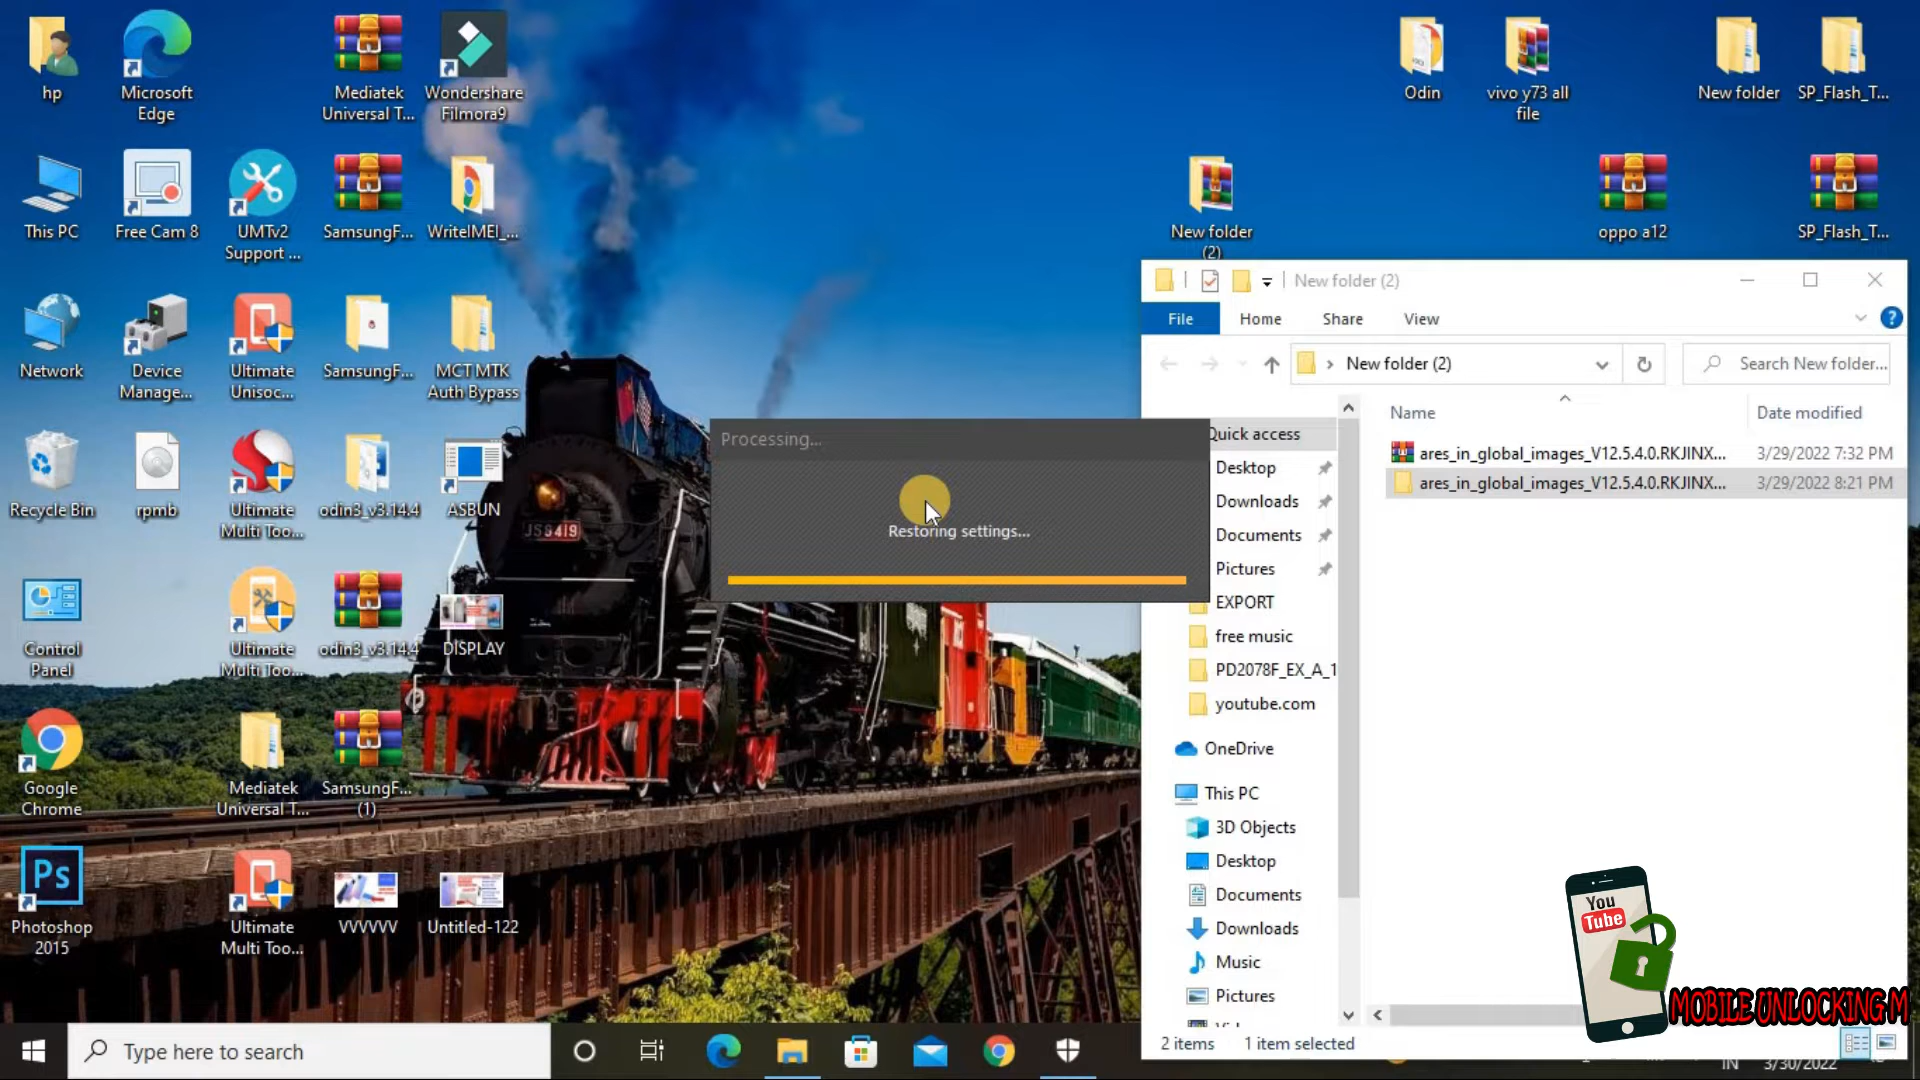 hp
Microsoft
Edge
Mediatek
Universal T...
Wondershare
Filmora9
Odin
vivo y73 all
file
New folder
SP_Flash_T...
This PC
Free Cam 8
UMTv2
Support ...
SamsungF...
WriteIMEI_...
New folder
(2)
oppo a12
SP_Flash_T...
Network
Device
Manage...
Ultimate
Unisoc...
SamsungF...
MCT MTK
Auth Bypass
Recycle Bin
rpmb
Ultimate
Multi Too...
odin3_v3.14.4
ASBUN
Control
Panel
Ultimate
Multi Too...
odin3_v3.14.4
DISPLAY
Google
Chrome
Mediatek
Universal T...
SamsungF...
(1)
Ps
Photoshop
2015
Ultimate
Multi Too...
VVVVVV
Untitled-122
JS8419
Processing...
Restoring settings...
New folder (2)
File
Home
Share
View
New folder (2)
Search New folder...
Name
Date modified
ares_in_global_images_V12.5.4.0.RKJINX...
3/29/2022 7:32 PM
ares_in_global_images_V12.5.4.0.RKJINX...
3/29/2022 8:21 PM
Quick access
Desktop
Downloads
Documents
Pictures
EXPORT
free music
PD2078F_EX_A_1
youtube.com
OneDrive
This PC
3D Objects
Desktop
Documents
Downloads
Music
Pictures
2 items
1 item selected
You
Tube
MOBILE UNLOCKING M
Type here to search
IN
3/30/2022